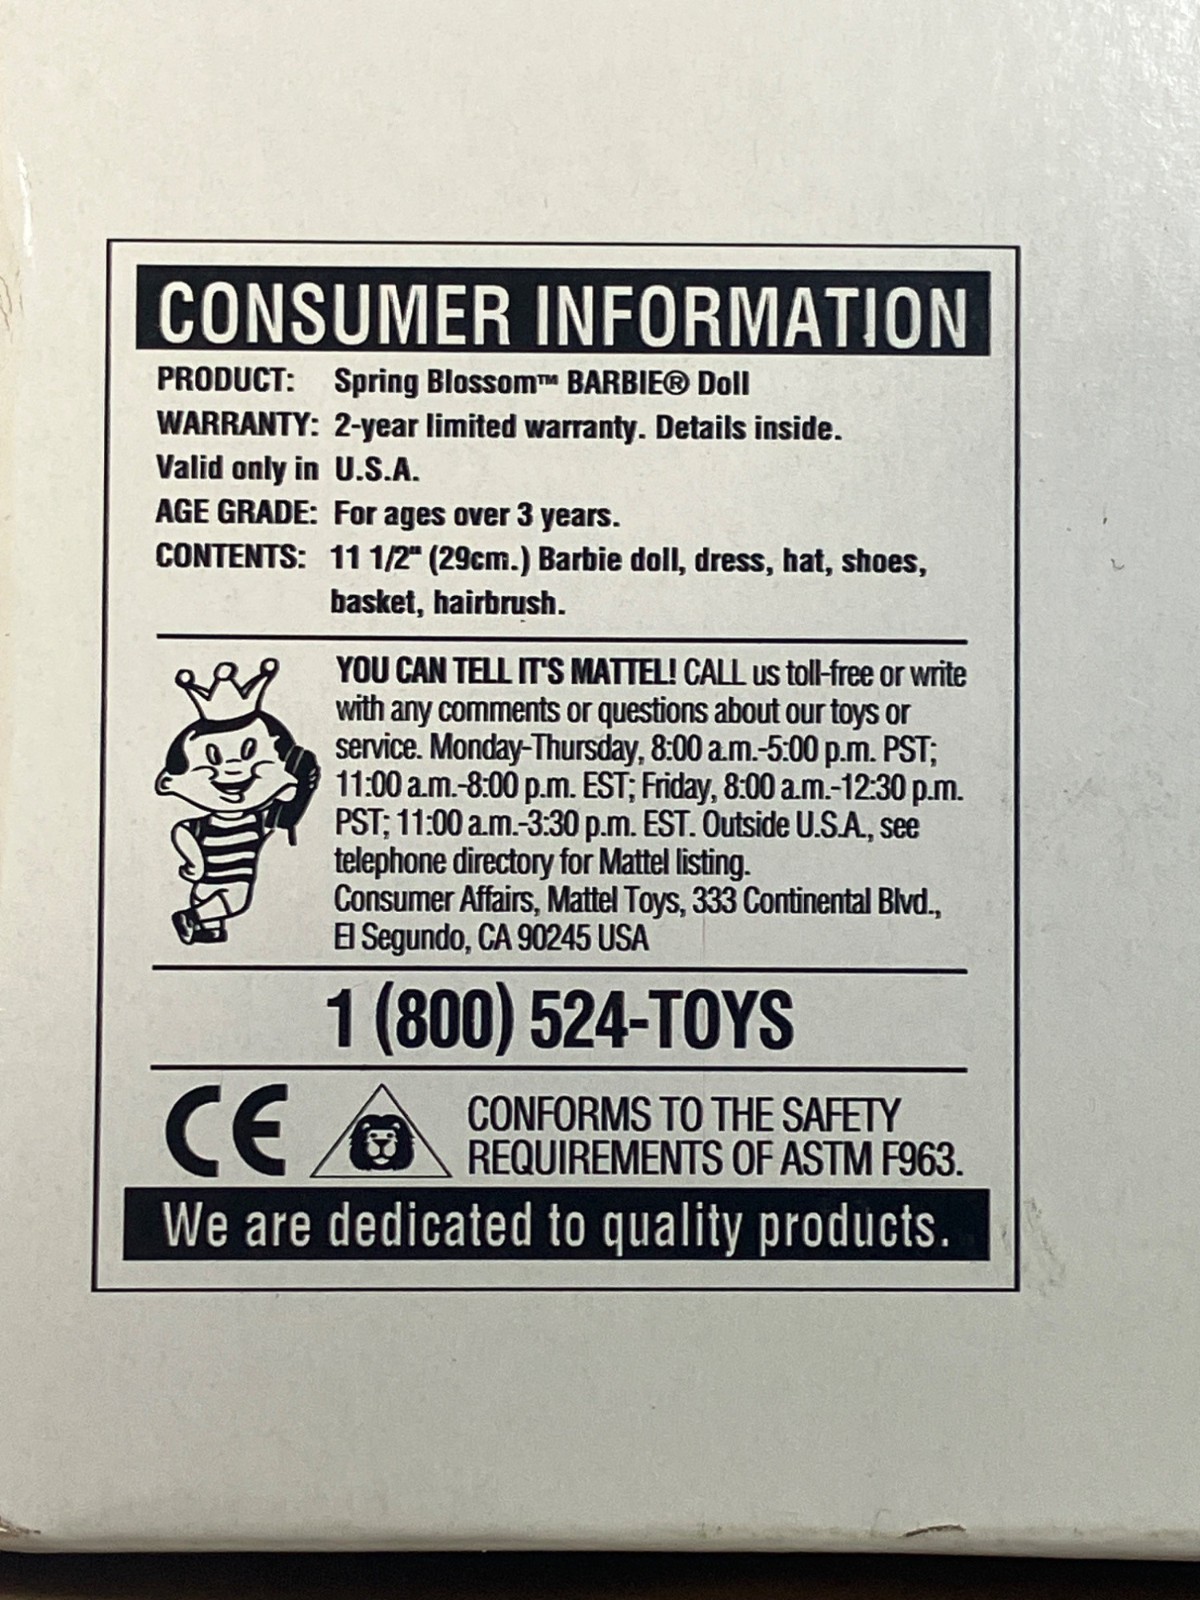 CONSUMER INFORMATION
PRODUCT: Spring Blossom™ BARBIE® Doll
WARRANTY: 2-year limited warranty. Details inside.
Valid only in U.S.A.
AGE GRADE: For ages over 3 years.
CONTENTS: 11 1/2" (29cm.) Barbie doll, dress, hat, shoes,
basket, hairbrush.
YOU CAN TELL IT'S MATTEL! CALL us toll-free or write
with any comments or questions about our toys or
service. Monday-Thursday, 8:00 a.m.-5:00 p.m. PST;
11:00 a.m.-8:00 p.m. EST; Friday, 8:00 a.m.-12:30 p.m.
PST; 11:00 a.m.-3:30 p.m. EST. Outside U.S.A., see
telephone directory for Mattel listing.
Consumer Affairs, Mattel Toys, 333 Continental Blvd.,
El Segundo, CA 90245 USA
1 (800) 524-TOYS
CE
CONFORMS TO THE SAFETY
REQUIREMENTS OF ASTM F963.
We are dedicated to quality products.